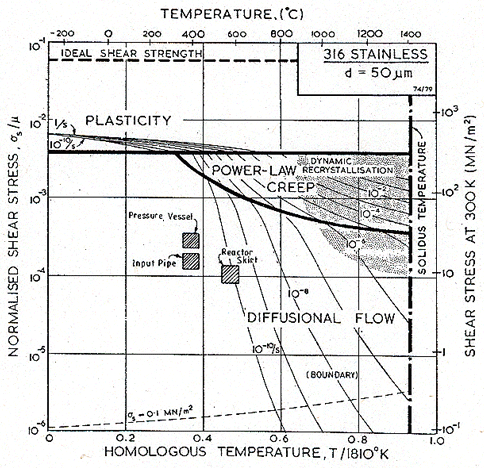 TEMPERATURE, (°C)
-200 0 200 400 600 800 1000 1200 1400
10⁻¹
IDEAL SHEAR STRENGTH
316 STAINLESS
d = 50μm
74/79
10⁻²
1/s
PLASTICITY
10³
10⁻¹⁰/s
POWER-LAW
CREEP
DYNAMIC
RECRYSTALLISATION
10⁻²
10⁻³
10²
10⁻⁴
10⁻⁶
Pressure Vessel
Input Pipe
Reactor
Skirt
10⁻⁴
10
10⁻⁸
DIFFUSIONAL FLOW
10⁻¹⁰/s
10⁻⁵
1
(BOUNDARY)
σs = 0.1 MN/m²
10⁻⁶
10⁻¹
0 0.2 0.4 0.6 0.8 1.0
HOMOLOGOUS TEMPERATURE, T/1810°K
NORMALISED SHEAR STRESS, σs/μ
SOLIDUS TEMPERATURE
SHEAR STRESS AT 300K (MN/m²)